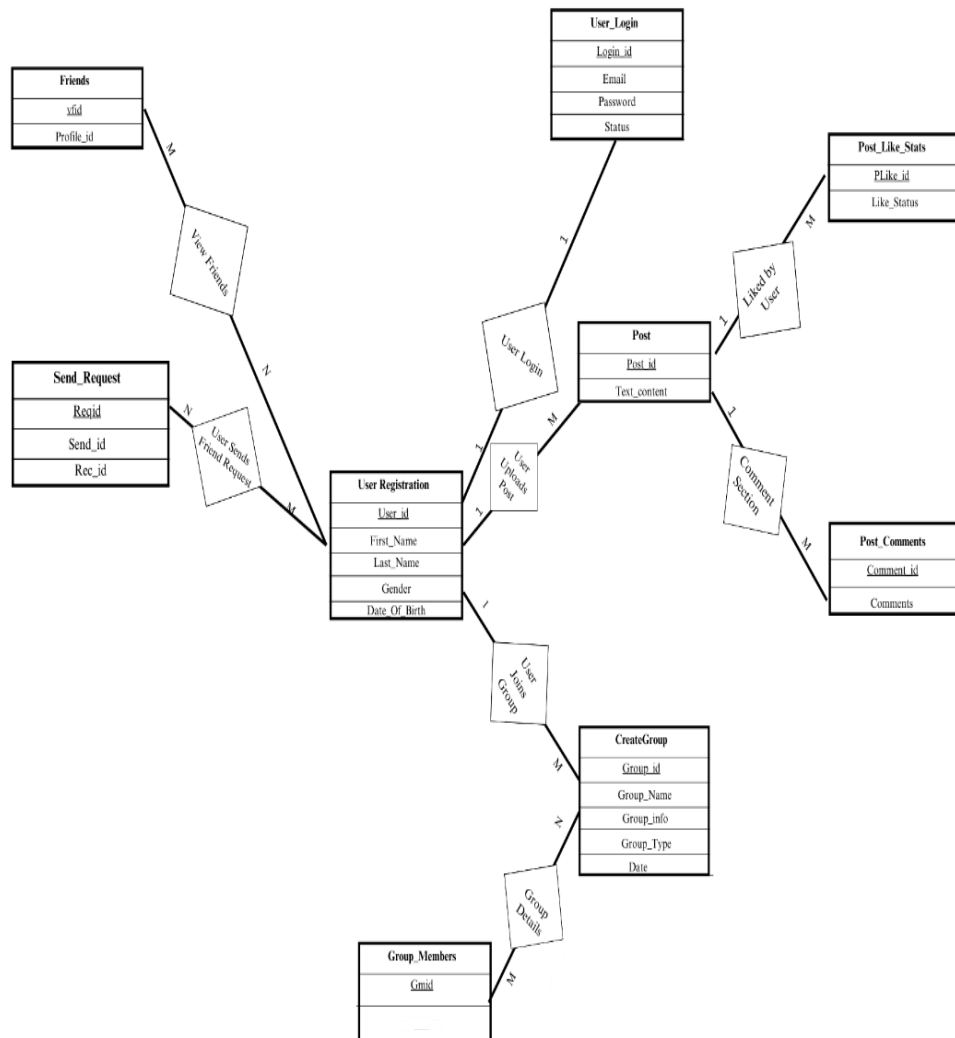 User_Login
Login_id
Email
Password
Status
Friends
vfid
Profile_id
M
View Friends
N
Post_Like_Stats
PLike_id
Like_Status
M
Liked by
User
1
1
User Login
1
Post
Post_id
Text_content
Send_Request
Reqid
Send_id
Rec_id
N
User Sends
Friend Request
M
M
User
Uploads
Post
1
1
Comment
Section
M
User Registration
User_id
First_Name
Last_Name
Gender
Date_Of_Birth
Post_Comments
Comment_id
Comments
1
User
Joins
Group
M
CreateGroup
Group_id
Group_Name
Group_info
Group_Type
Date
N
Group
Details
M
Group_Members
Gmid